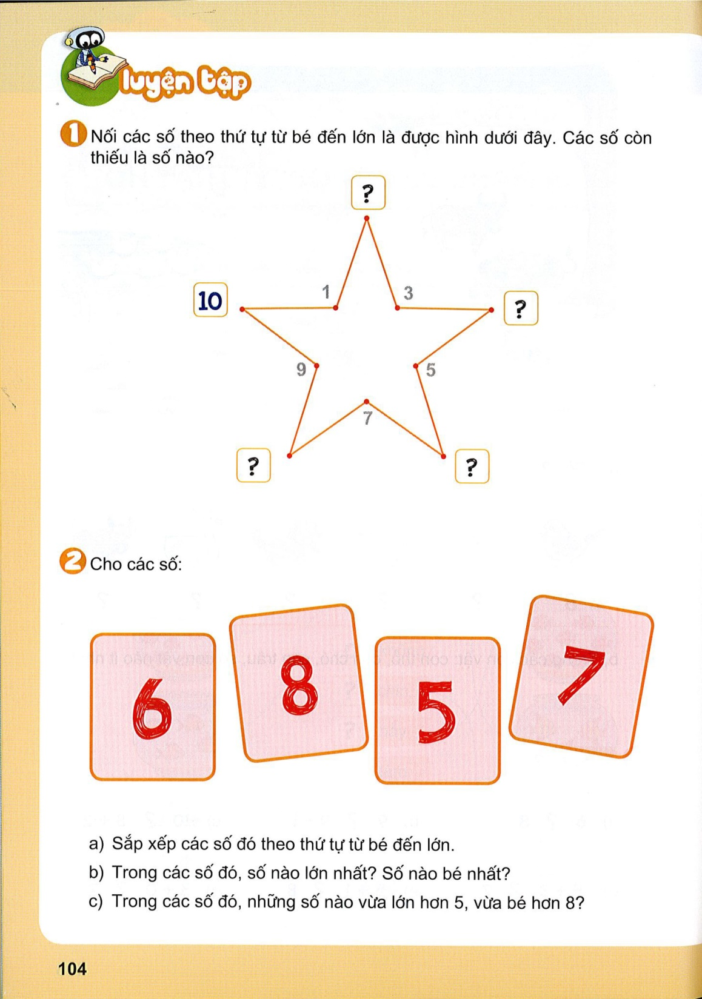 luyện tập
1 Nối các số theo thứ tự từ bé đến lớn là được hình dưới đây. Các số còn
thiếu là số nào?
?
10
1
3
?
9
5
7
?
?
2 Cho các số:
6
8
5
7
a) Sắp xếp các số đó theo thứ tự từ bé đến lớn.
b) Trong các số đó, số nào lớn nhất? Số nào bé nhất?
c) Trong các số đó, những số nào vừa lớn hơn 5, vừa bé hơn 8?
104